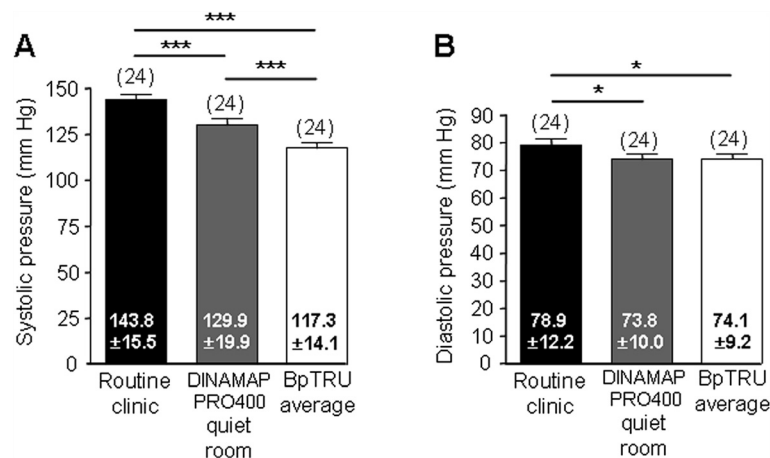 A
***
***
***
Systolic pressure (mm Hg)
150
125
100
75
50
25
0
(24)
(24)
(24)
143.8
±15.5
129.9
±19.9
117.3
±14.1
Routine
clinic
DINAMAP
PRO400
quiet
room
BpTRU
average
B
*
*
Diastolic pressure (mm Hg)
90
80
70
60
50
40
30
20
10
0
(24)
(24)
(24)
78.9
±12.2
73.8
±10.0
74.1
±9.2
Routine
clinic
DINAMAP
PRO400
quiet
room
BpTRU
average